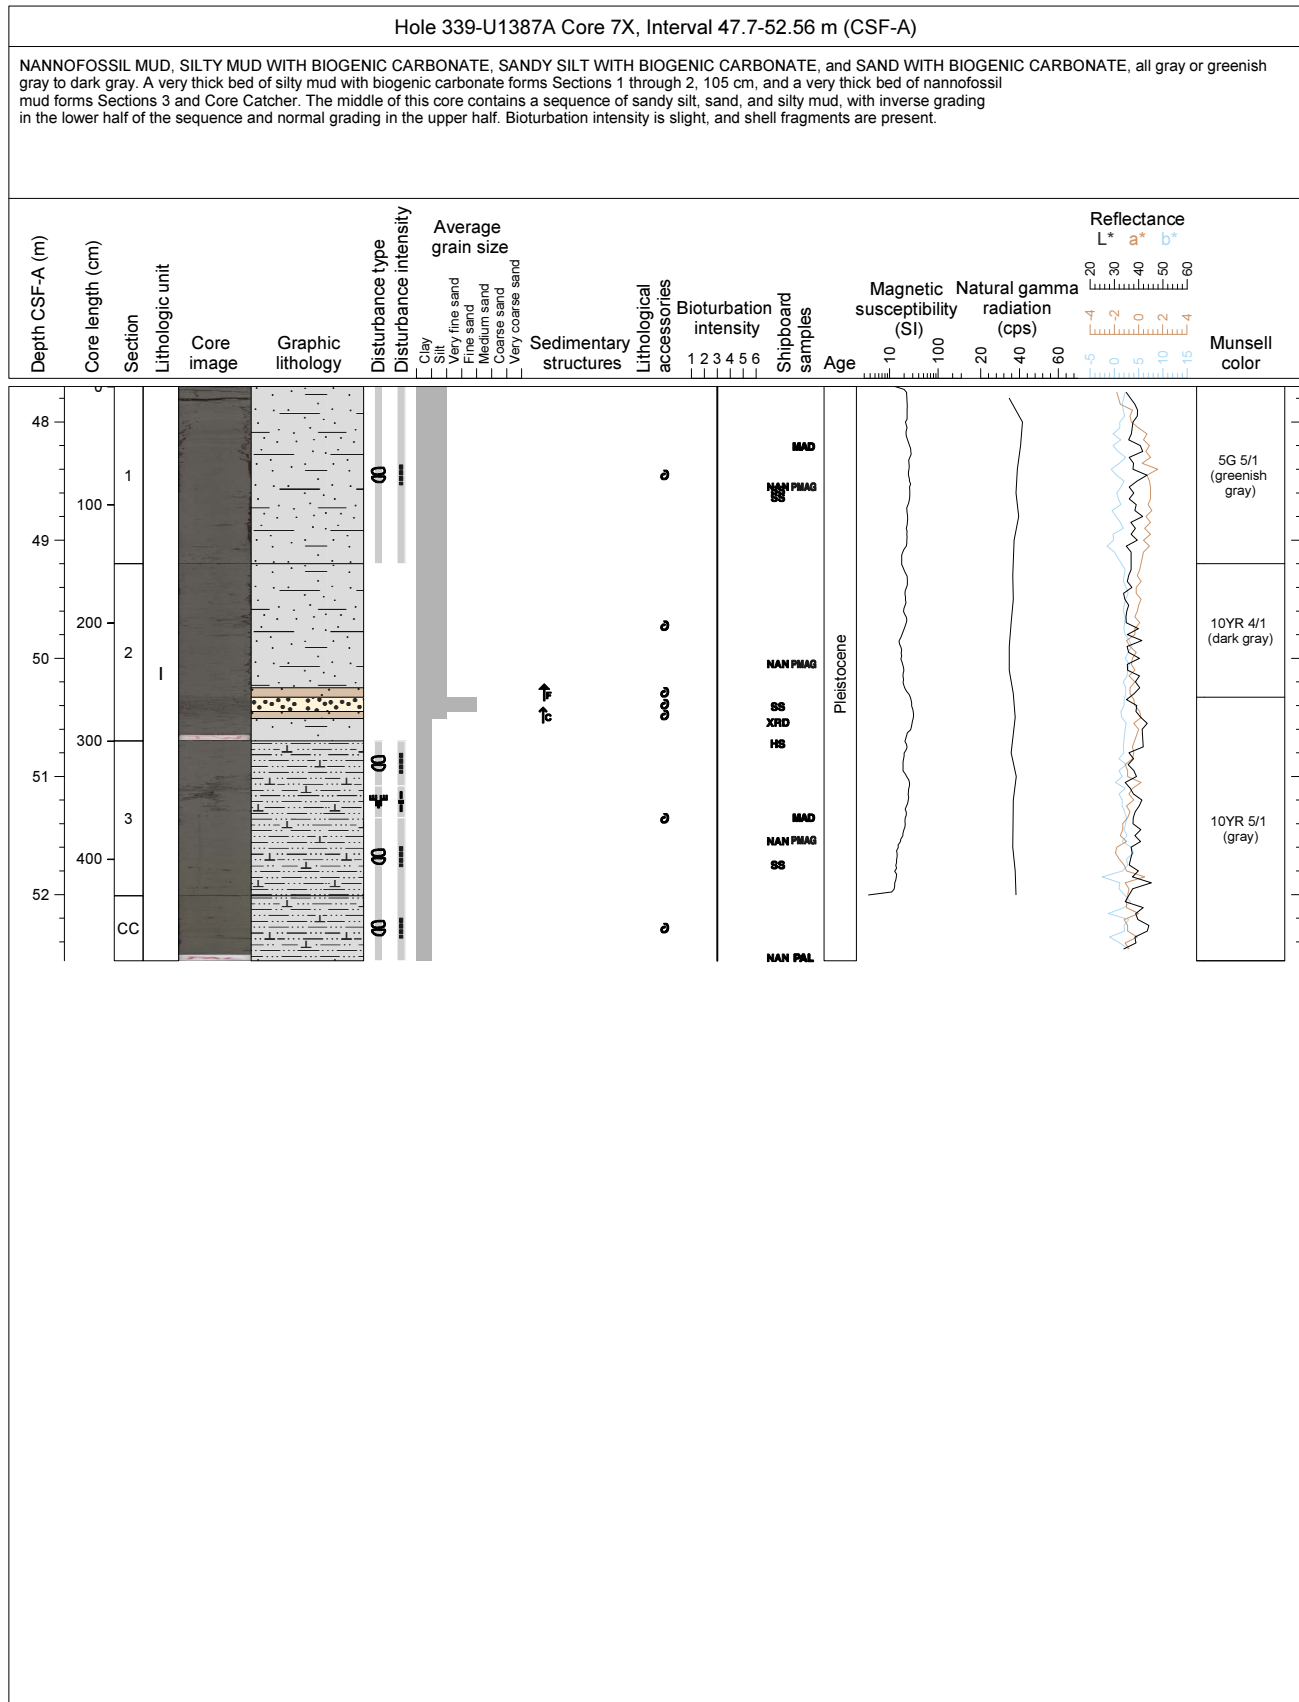 Hole 339-U1387A Core 7X, Interval 47.7-52.56 m (CSF-A)
NANNOFOSSIL MUD, SILTY MUD WITH BIOGENIC CARBONATE, SANDY SILT WITH BIOGENIC CARBONATE, and SAND WITH BIOGENIC CARBONATE, all gray or greenish
gray to dark gray. A very thick bed of silty mud with biogenic carbonate forms Sections 1 through 2, 105 cm, and a very thick bed of nannofossil
mud forms Sections 3 and Core Catcher. The middle of this core contains a sequence of sandy silt, sand, and silty mud, with inverse grading
in the lower half of the sequence and normal grading in the upper half. Bioturbation intensity is slight, and shell fragments are present.
Depth CSF-A (m)
Core length (cm)
Section
Lithologic unit
Core
image
Graphic
lithology
Disturbance type
Disturbance intensity
Average
grain size
Clay
Silt
Very fine sand
Fine sand
Medium sand
Coarse sand
Very coarse sand
Sedimentary
structures
Lithological
accessories
Bioturbation
intensity
1 2 3 4 5 6
Shipboard
samples
Age
Magnetic
susceptibility
(SI)
10 100
Natural gamma
radiation
(cps)
20 40 60
Reflectance
L* a* b*
20 30 40 50 60
-4 -2 0 2 4
-5 0 5 10 15
Munsell
color
0
48
100
49
200
50
300
51
400
52
1
2
3
CC
I
F
C
MAD
NAN PMAG
SS
NAN PMAG
SS
XRD
HS
MAD
NAN PMAG
SS
NAN PAL
Pleistocene
5G 5/1
(greenish
gray)
10YR 4/1
(dark gray)
10YR 5/1
(gray)